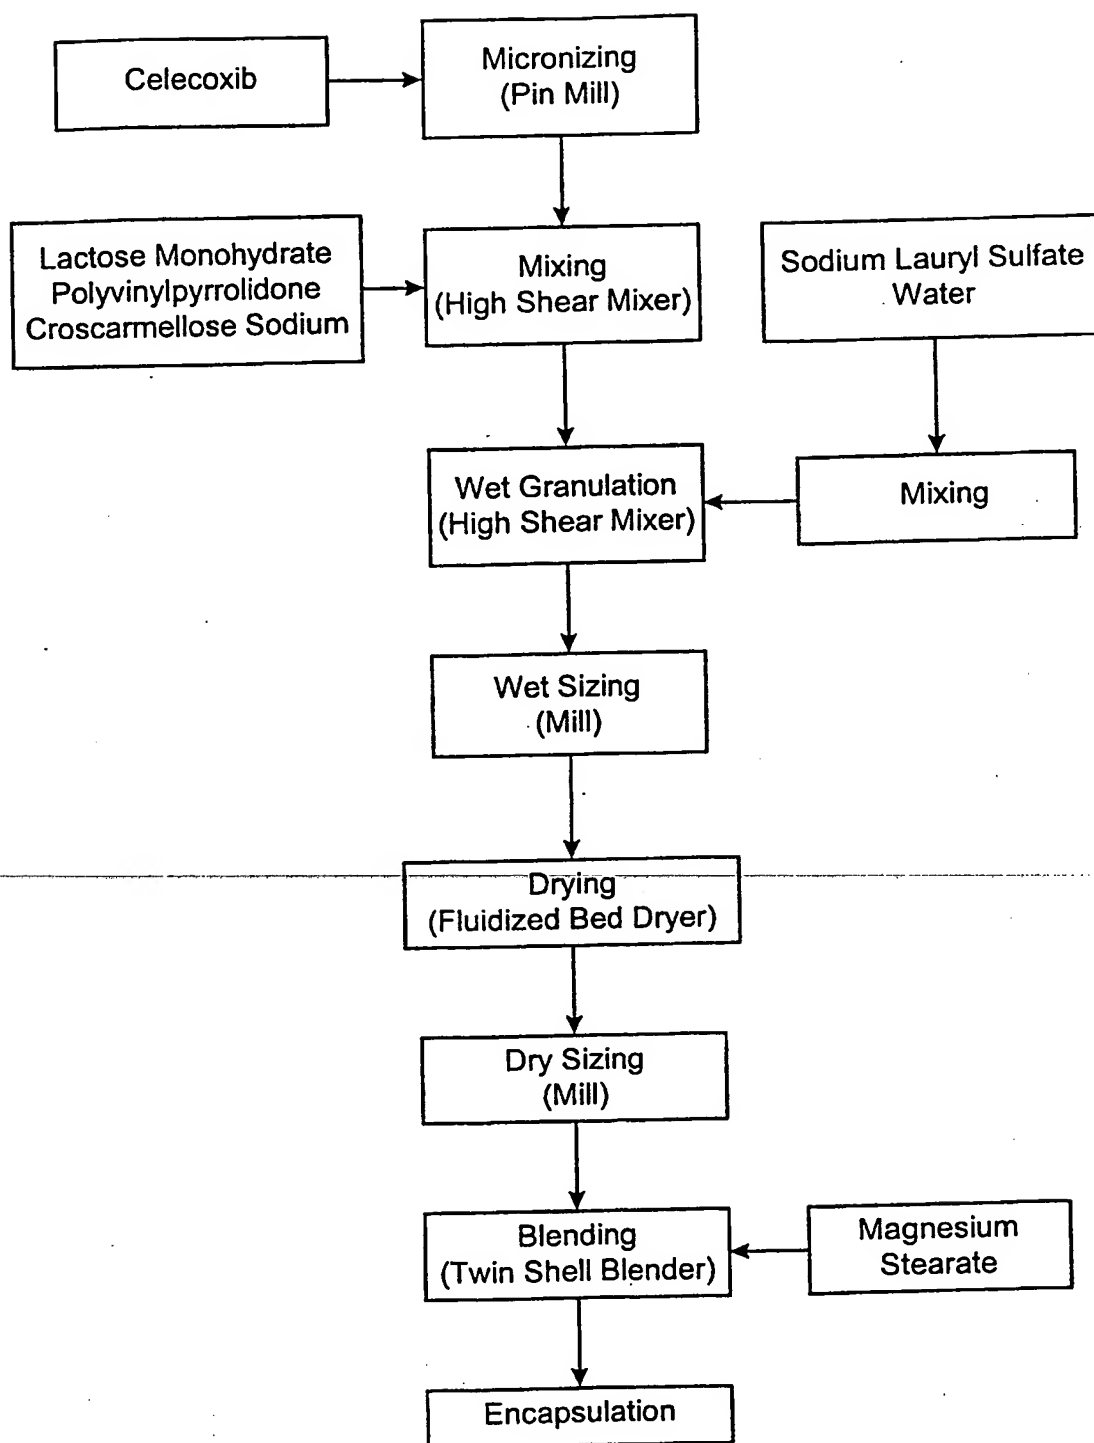 Celecoxib
Micronizing
(Pin Mill)
Lactose Monohydrate
Polyvinylpyrrolidone
Croscarmellose Sodium
Mixing
(High Shear Mixer)
Sodium Lauryl Sulfate
Water
Wet Granulation
(High Shear Mixer)
Mixing
Wet Sizing
(Mill)
Drying
(Fluidized Bed Dryer)
Dry Sizing
(Mill)
Blending
(Twin Shell Blender)
Magnesium
Stearate
Encapsulation